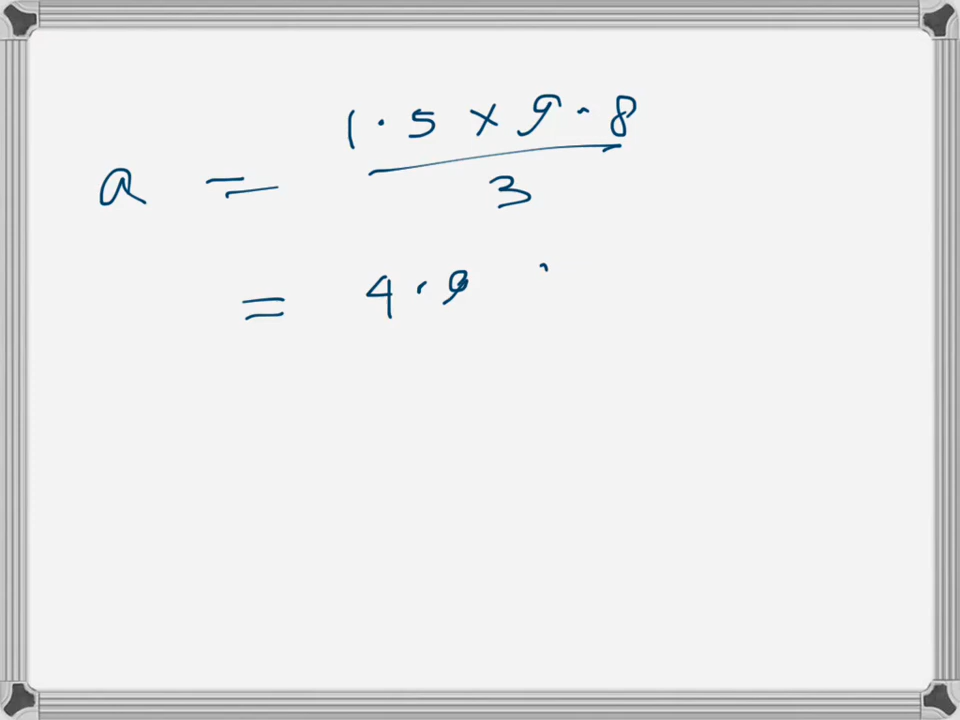 a = 1.5 × 9.8 / 3
= 4.9